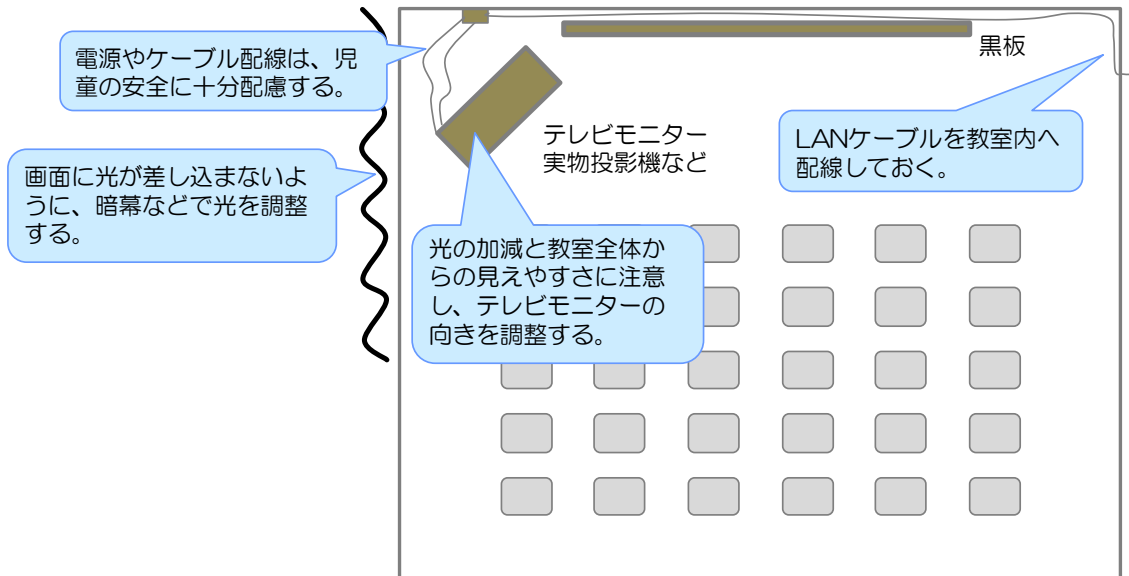 電源やケーブル配線は、児
童の安全に十分配慮する。
黒板
テレビモニター
実物投影機など
LANケーブルを教室内へ
配線しておく。
画面に光が差し込まないよ
うに、暗幕などで光を調整
する。
光の加減と教室全体か
らの見えやすさに注意
し、テレビモニターの
向きを調整する。